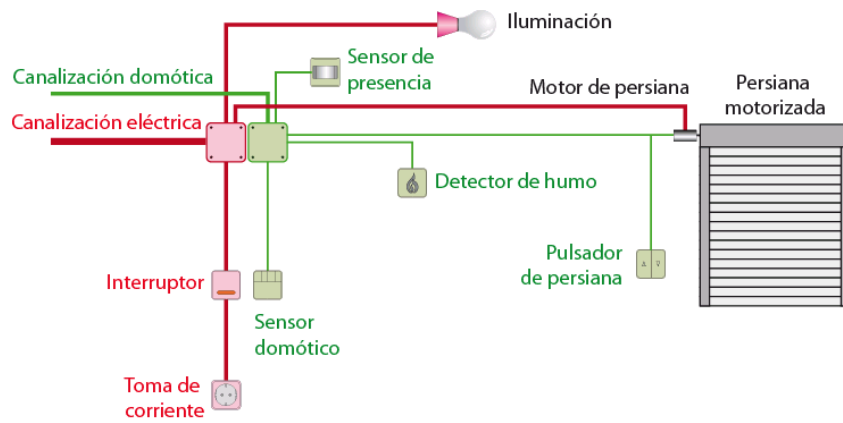 Iluminación
Sensor de
presencia
Canalización domótica
Motor de persiana
Persiana
motorizada
Canalización eléctrica
Detector de humo
Pulsador
de persiana
Interruptor
Sensor
domótico
Toma de
corriente